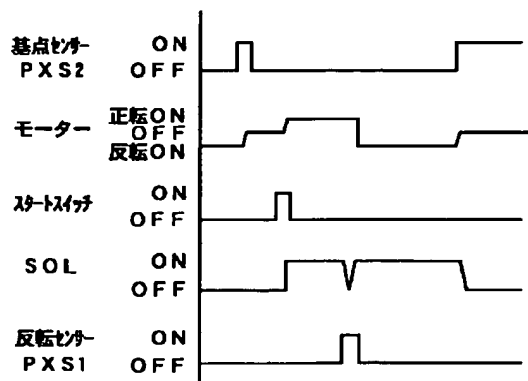 基点センサー ON
PXS2 OFF
正転ON
モーター OFF
反転ON
スタートスイッチ ON
OFF
SOL ON
OFF
反転センサー ON
PXS1 OFF